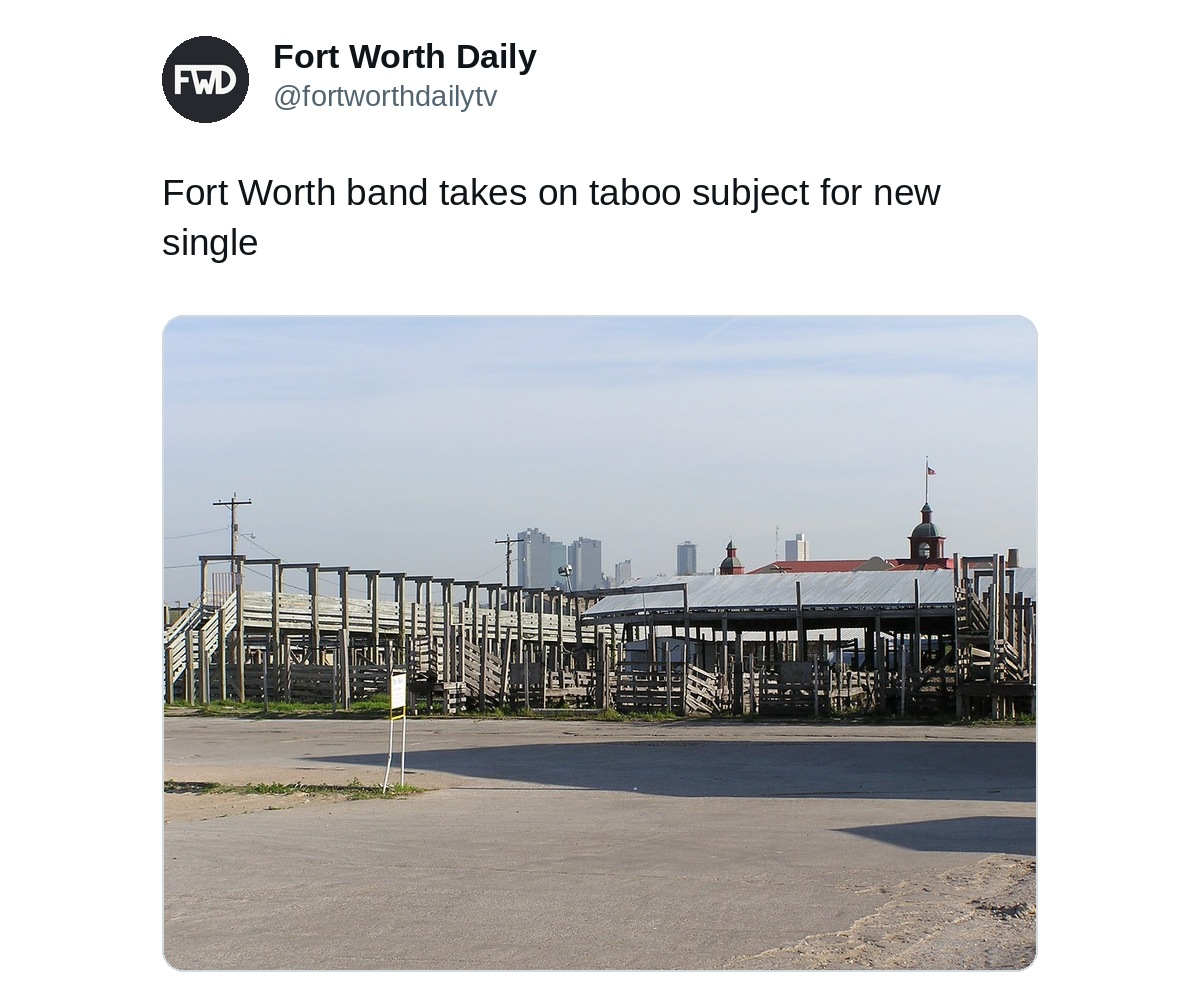 FWD
Fort Worth Daily
@fortworthdailytv
Fort Worth band takes on taboo subject for new
single